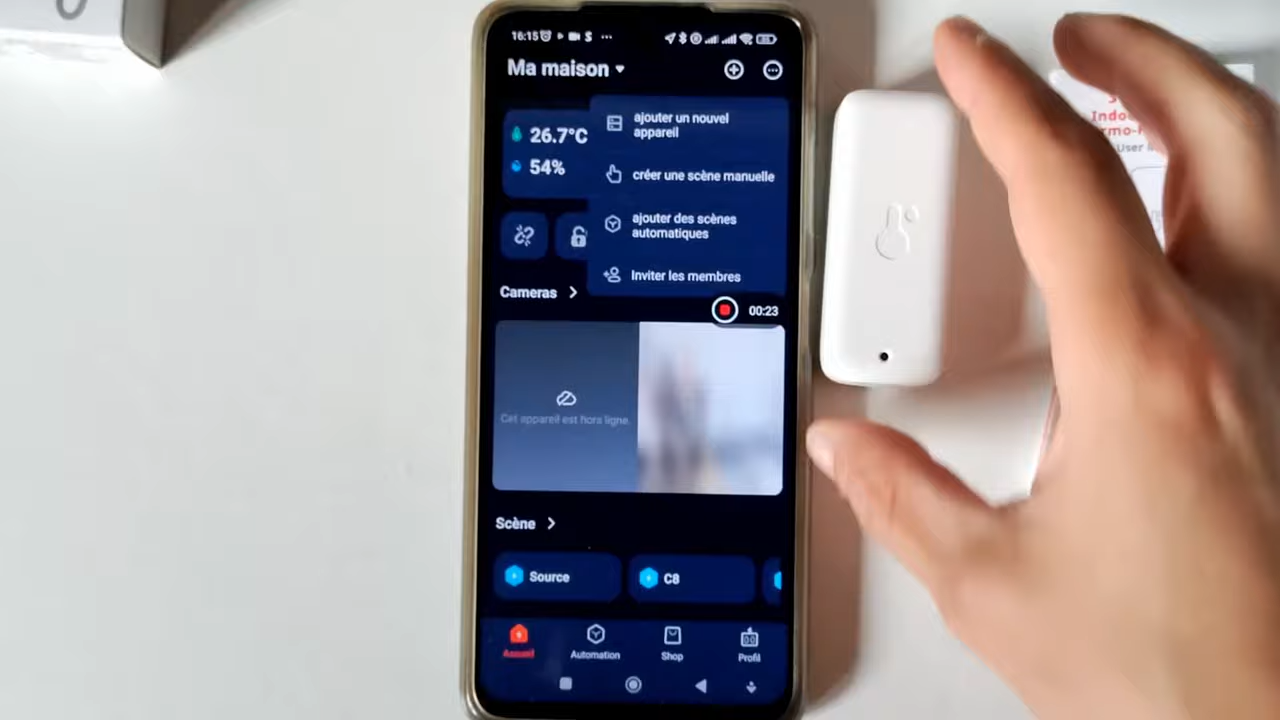 16:15
Ma maison
26.7°C
54%
ajouter un nouvel
appareil
créer une scène manuelle
ajouter des scènes
automatiques
Inviter les membres
Cameras
00:23
Cet appareil est hors ligne.
Scène
Source
C8
Accueil
Automation
Shop
Profil
User